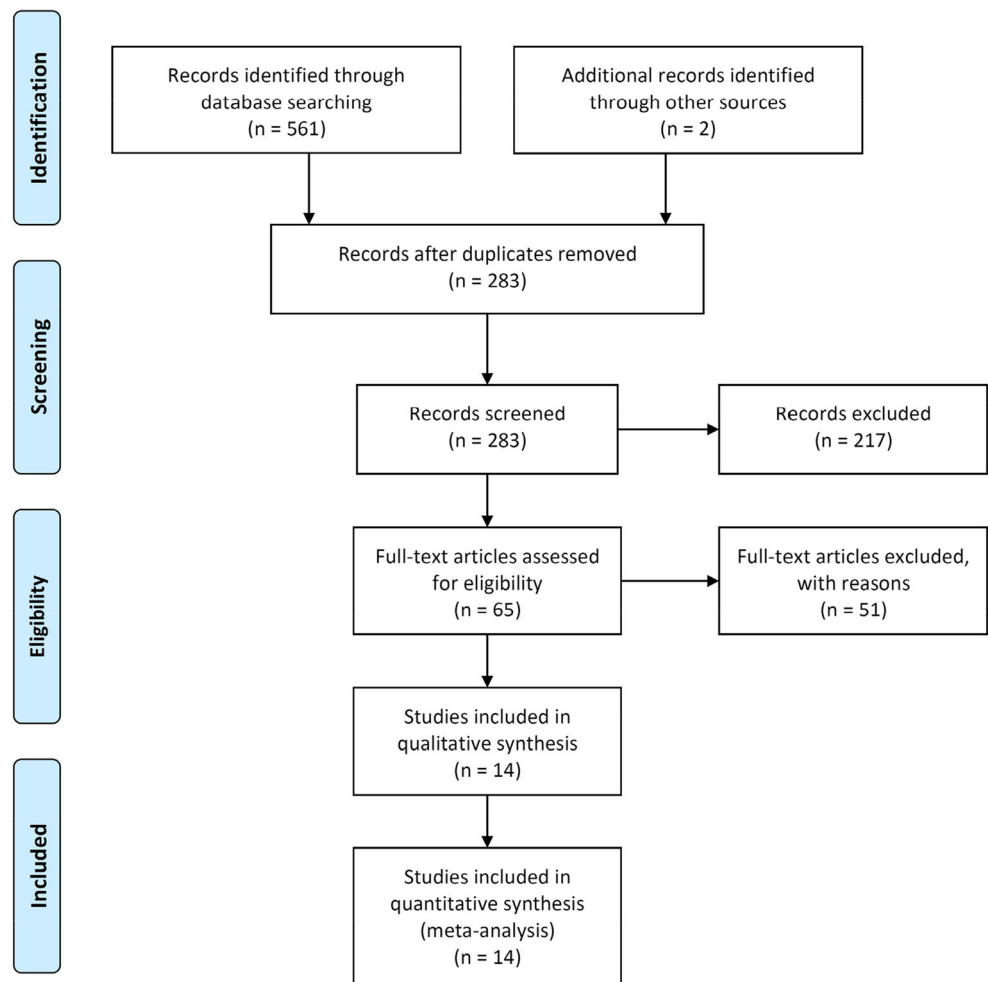 Identification
Records identified through
database searching
(n = 561)
Additional records identified
through other sources
(n = 2)
Records after duplicates removed
(n = 283)
Screening
Records screened
(n = 283)
Records excluded
(n = 217)
Eligibility
Full-text articles assessed
for eligibility
(n = 65)
Full-text articles excluded,
with reasons
(n = 51)
Studies included in
qualitative synthesis
(n = 14)
Included
Studies included in
quantitative synthesis
(meta-analysis)
(n = 14)